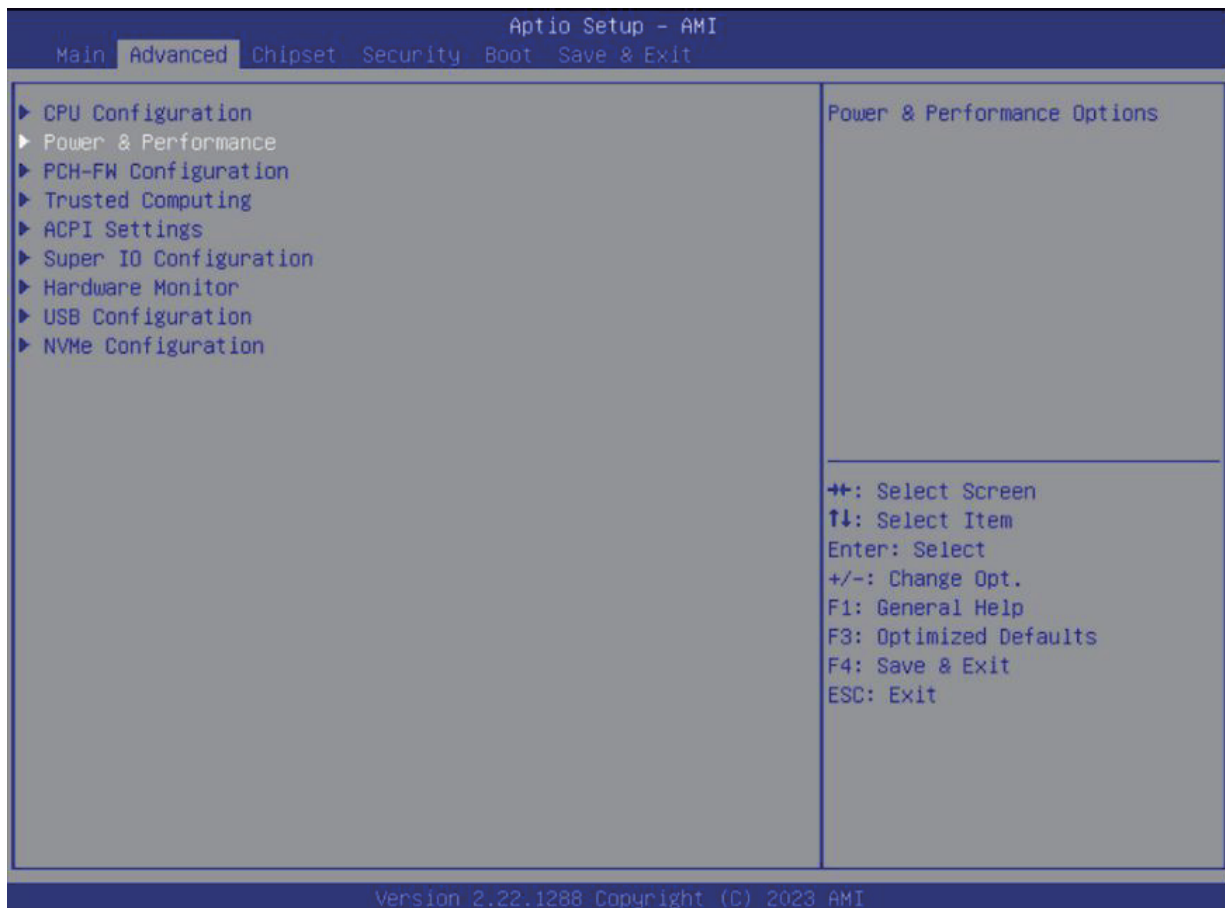 Aptio Setup - AMI
Main Advanced Chipset Security Boot Save & Exit
▶ CPU Configuration
▶ Power & Performance
▶ PCH-FW Configuration
▶ Trusted Computing
▶ ACPI Settings
▶ Super IO Configuration
▶ Hardware Monitor
▶ USB Configuration
▶ NVMe Configuration
Power & Performance Options
→←: Select Screen
↑↓: Select Item
Enter: Select
+/-: Change Opt.
F1: General Help
F3: Optimized Defaults
F4: Save & Exit
ESC: Exit
Version 2.22.1288 Copyright (C) 2023 AMI